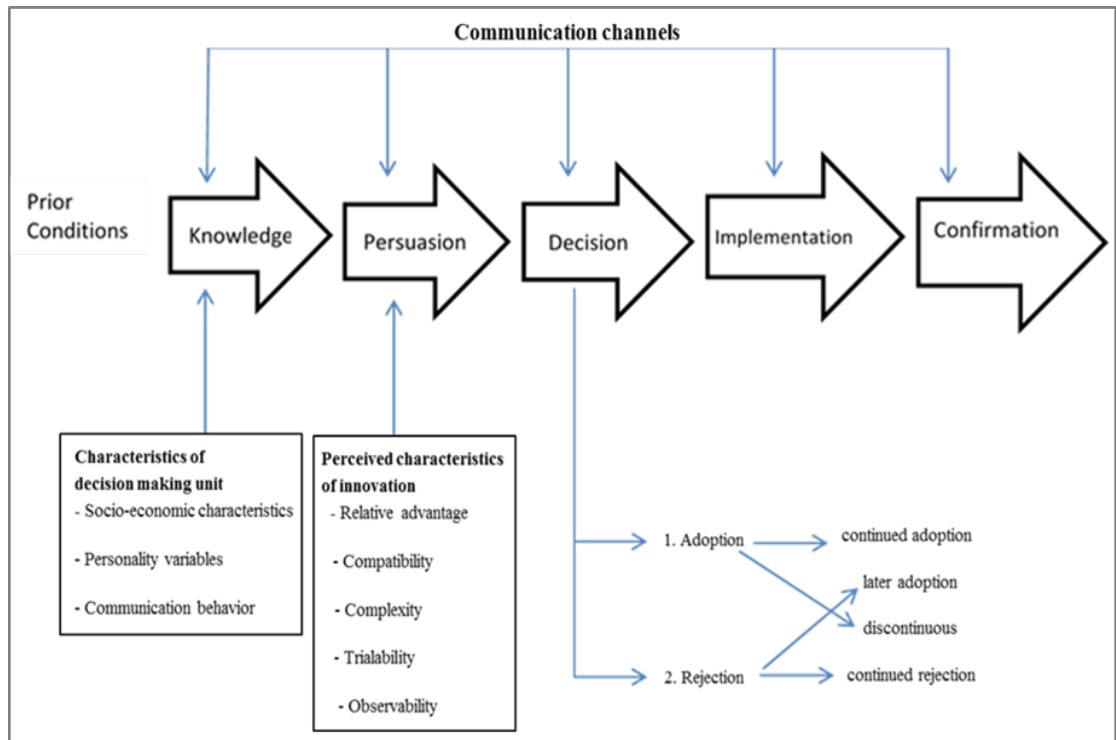 Communication channels
Prior
Conditions
Knowledge
Persuasion
Decision
Implementation
Confirmation
Characteristics of
decision making unit
- Socio-economic characteristics
- Personality variables
- Communication behavior
Perceived characteristics
of innovation
- Relative advantage
- Compatibility
- Complexity
- Trialability
- Observability
1. Adoption
continued adoption
later adoption
discontinuous
2. Rejection
continued rejection